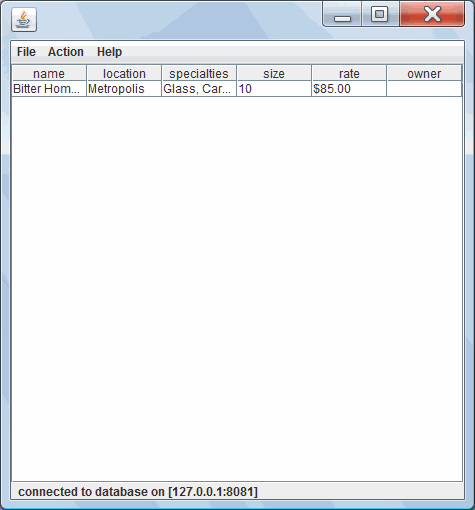 File Action Help
name location specialties size rate owner
Bitter Hom... Metropolis Glass, Car... 10 $85.00
connected to database on [127.0.0.1:8081]